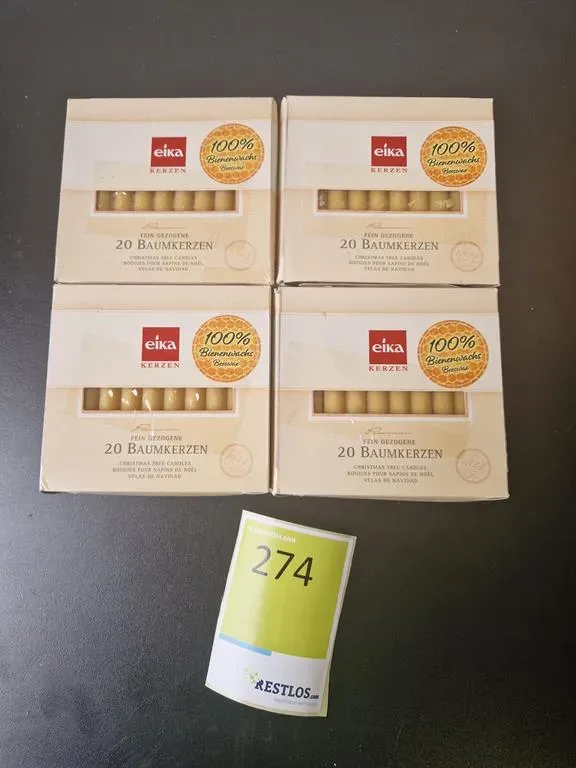 eika
KERZEN
100%
Bienenwachs
Beeswax
FEIN GEZOGENE
20 BAUMKERZEN
CHRISTMAS TREE CANDLES
BOUGIES POUR SAPINS DE NOËL
VELAS DE NAVIDAD
eika
KERZEN
100%
Bienenwachs
Beeswax
FEIN GEZOGENE
20 BAUMKERZEN
CHRISTMAS TREE CANDLES
BOUGIES POUR SAPINS DE NOËL
VELAS DE NAVIDAD
eika
KERZEN
100%
Bienenwachs
Beeswax
FEIN GEZOGENE
20 BAUMKERZEN
CHRISTMAS TREE CANDLES
BOUGIES POUR SAPINS DE NOËL
VELAS DE NAVIDAD
eika
KERZEN
100%
Bienenwachs
Beeswax
FEIN GEZOGENE
20 BAUMKERZEN
CHRISTMAS TREE CANDLES
BOUGIES POUR SAPINS DE NOËL
VELAS DE NAVIDAD
274
RESTLOS.com